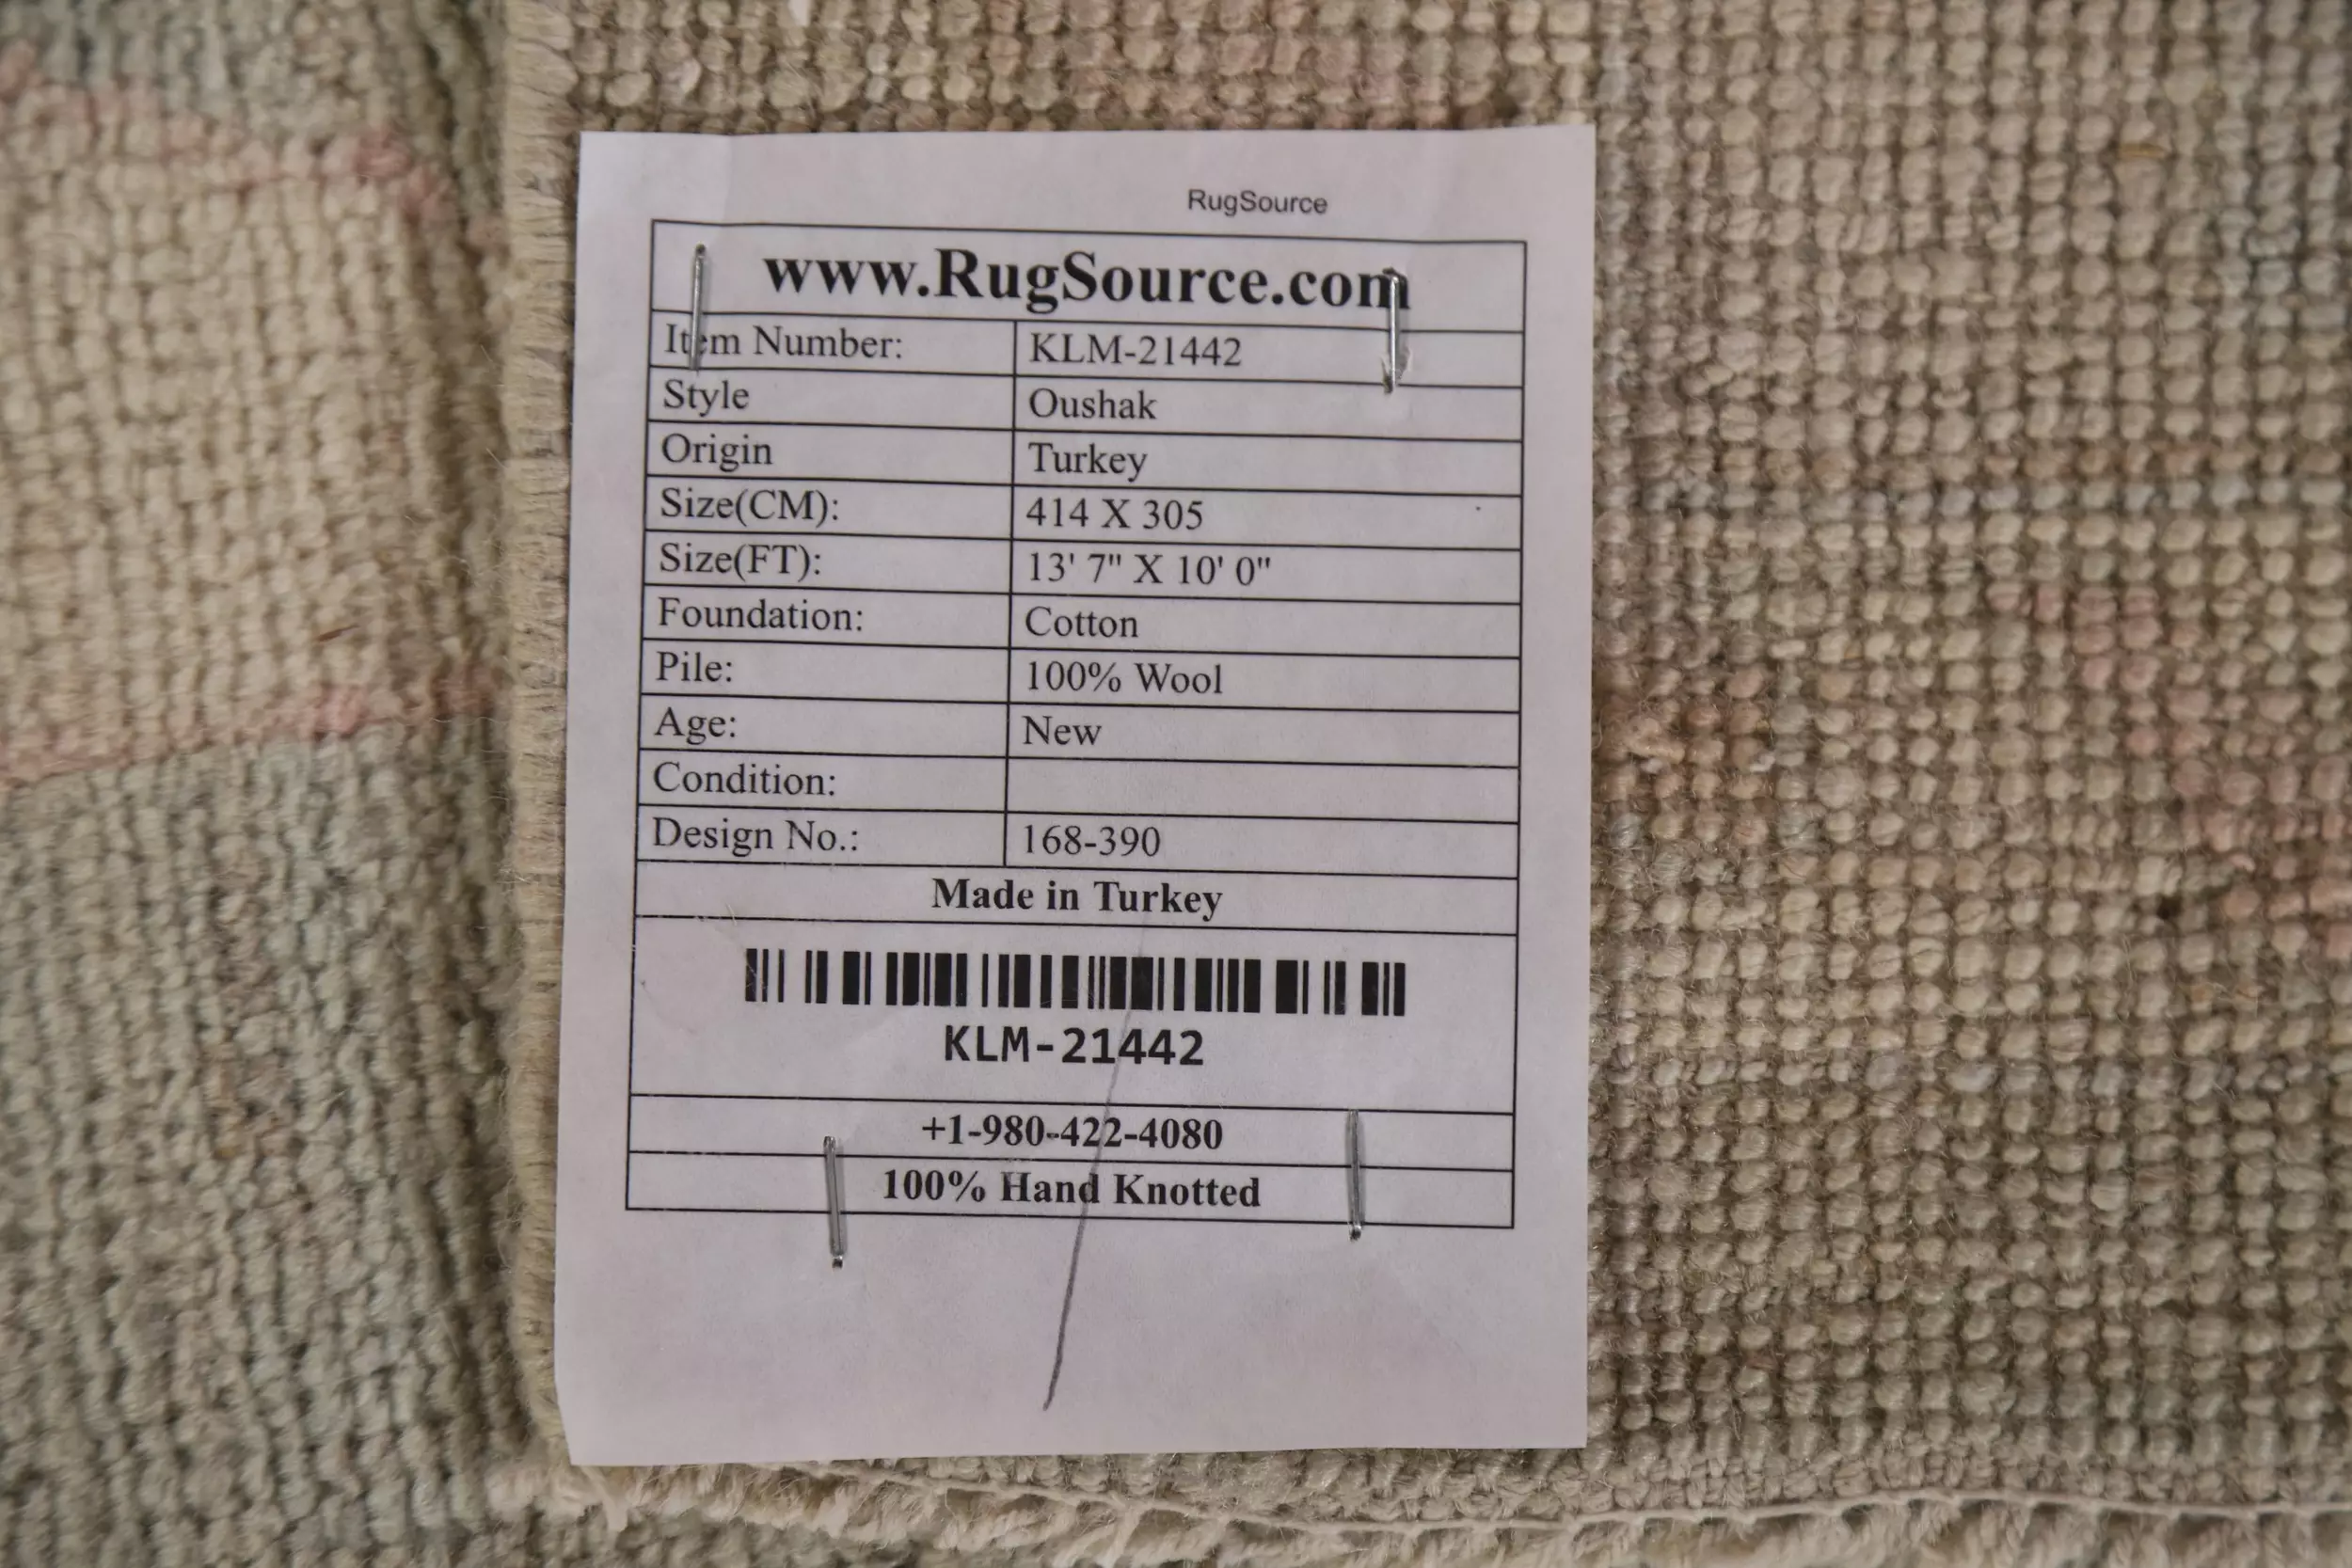 RugSource
www.RugSource.com
Item Number: KLM-21442
Style Oushak
Origin Turkey
Size(CM): 414 X 305
Size(FT): 13' 7" X 10' 0"
Foundation: Cotton
Pile: 100% Wool
Age: New
Condition:
Design No.: 168-390
Made in Turkey
KLM-21442
+1-980-422-4080
100% Hand Knotted